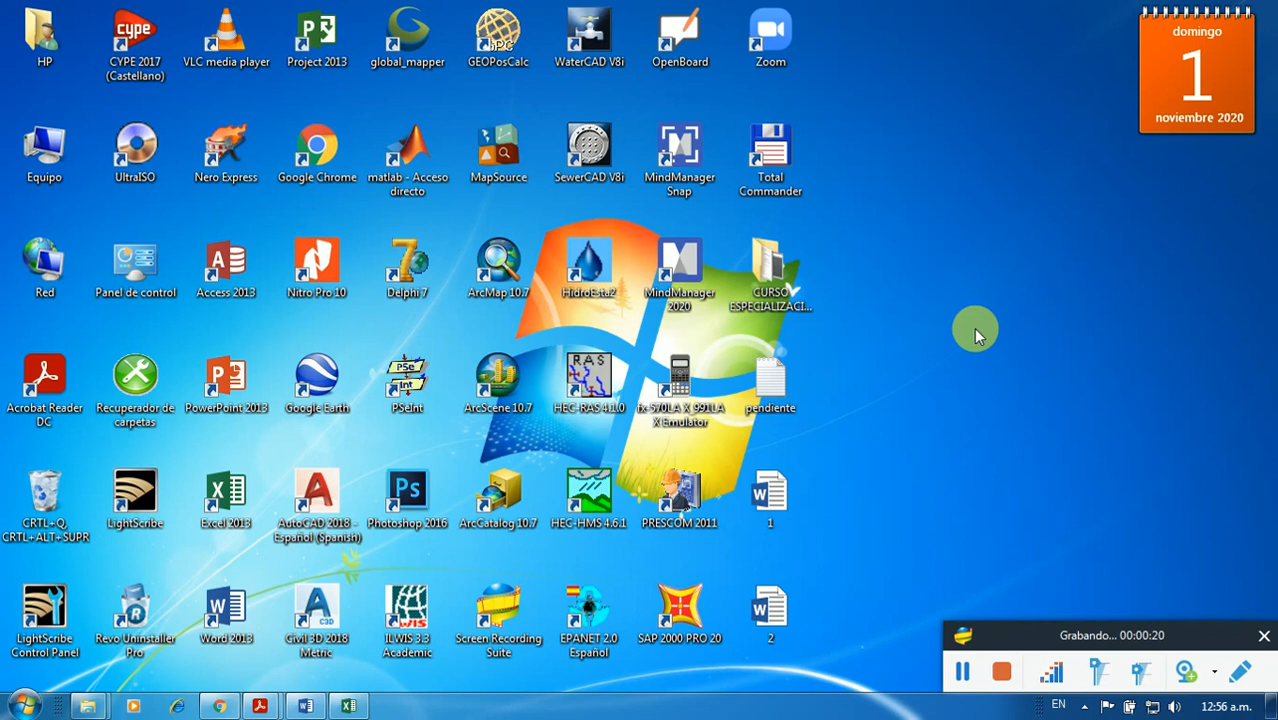 HP
CYPE 2017
(Castellano)
VLC media player
Project 2013
global_mapper
GEOPosCalc
WaterCAD V8i
OpenBoard
Zoom
domingo
1
noviembre 2020
Equipo
UltraISO
Nero Express
Google Chrome
matlab - Acceso
directo
MapSource
SewerCAD V8i
MindManager
Snap
Total
Commander
Red
Panel de control
Access 2013
Nitro Pro 10
Delphi 7
ArcMap 10.7
HidroEsta2
MindManager
2020
CURSO
ESPECIALIZACI...
Acrobat Reader
DC
Recuperador de
carpetas
PowerPoint 2013
Google Earth
PSeInt
ArcScene 10.7
HEC-RAS 4.1.0
fx-570LA X_991LA
X Emulator
pendiente
CRTL+Q,
CRTL+ALT+SUPR
LightScribe
Excel 2013
AutoCAD 2018 -
Español (Spanish)
Photoshop 2016
ArcCatalog 10.7
HEC-HMS 4.6.1
PRESCOM 2011
1
LightScribe
Control Panel
Revo Uninstaller
Pro
Word 2013
Civil 3D 2018
Metric
ILWIS 3.3
Academic
Screen Recording
Suite
EPANET 2.0
Español
SAP 2000 PRO 20
2
Grabando... 00:00:20
EN
12:56 a.m.